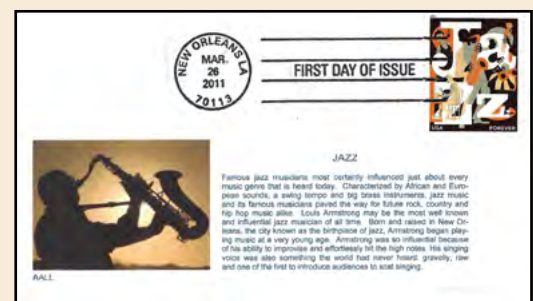 NEW ORLEANS LA
MAR.
26
2011
70113
FIRST DAY OF ISSUE
Jazz
USA FOREVER
JAZZ
Famous jazz musicians most certainly influenced just about every
music genre that is heard today. Characterized by African and Euro-
pean sounds, a swing tempo and big brass instruments, jazz music
and its famous musicians paved the way for future rock, country and
hip hop music alike. Louis Armstrong may be the most well known
and influential jazz musician of all time. Born and raised in New Or-
leans, the city known as the birthplace of jazz, Armstrong began play-
ing music at a very young age. Armstrong was so influential because
of his ability to improvise and effortlessly hit the high notes. His singing
voice was also something the world had never heard: gravelly, raw
and one of the first to introduce audiences to scat singing.
AALL